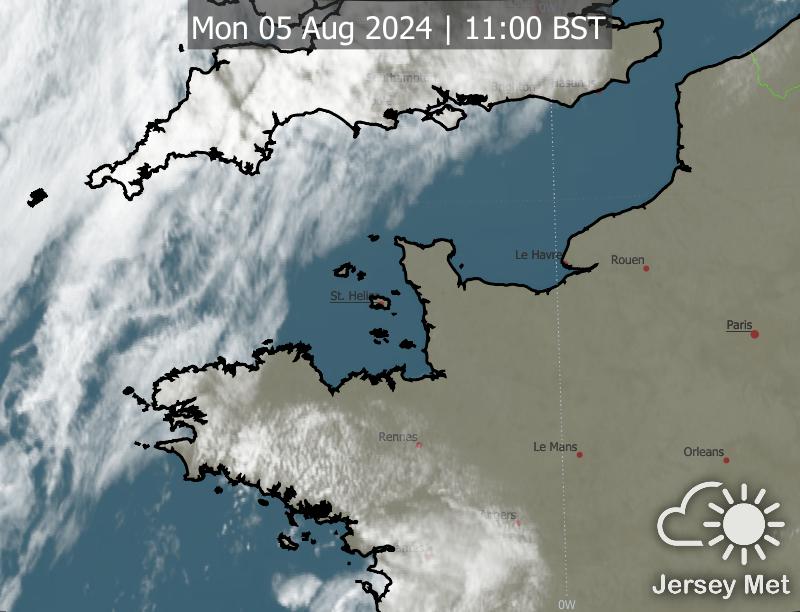 Mon 05 Aug 2024 | 11:00 BST
Le Havre
Rouen
St. Helier
Paris
Rennes
Le Mans
Orleans
Angers
Jersey Met
0W